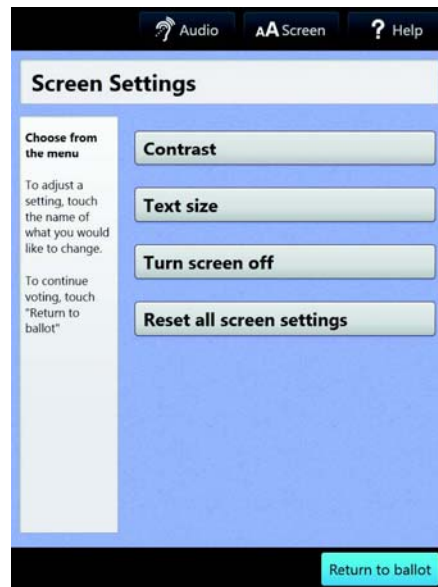 Audio AA Screen ? Help
Screen Settings
Choose from
the menu
To adjust a
setting, touch
the name of
what you would
like to change.
To continue
voting, touch
"Return to
ballot"
Contrast
Text size
Turn screen off
Reset all screen settings
Return to ballot